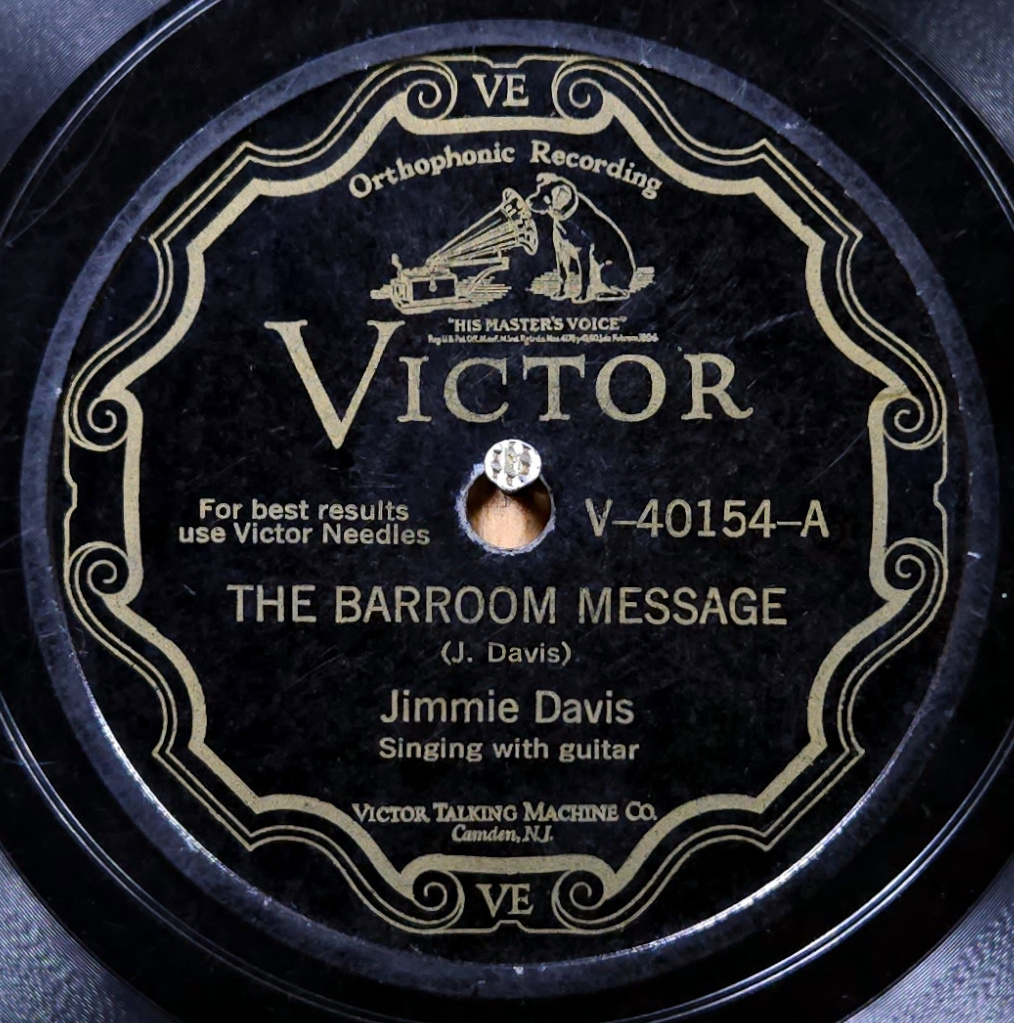 VE
Orthophonic Recording
"HIS MASTER'S VOICE"
VICTOR
For best results
use Victor Needles
V-40154-A
THE BARROOM MESSAGE
(J. Davis)
Jimmie Davis
Singing with guitar
VICTOR TALKING MACHINE CO.
Camden, N.J.
VE